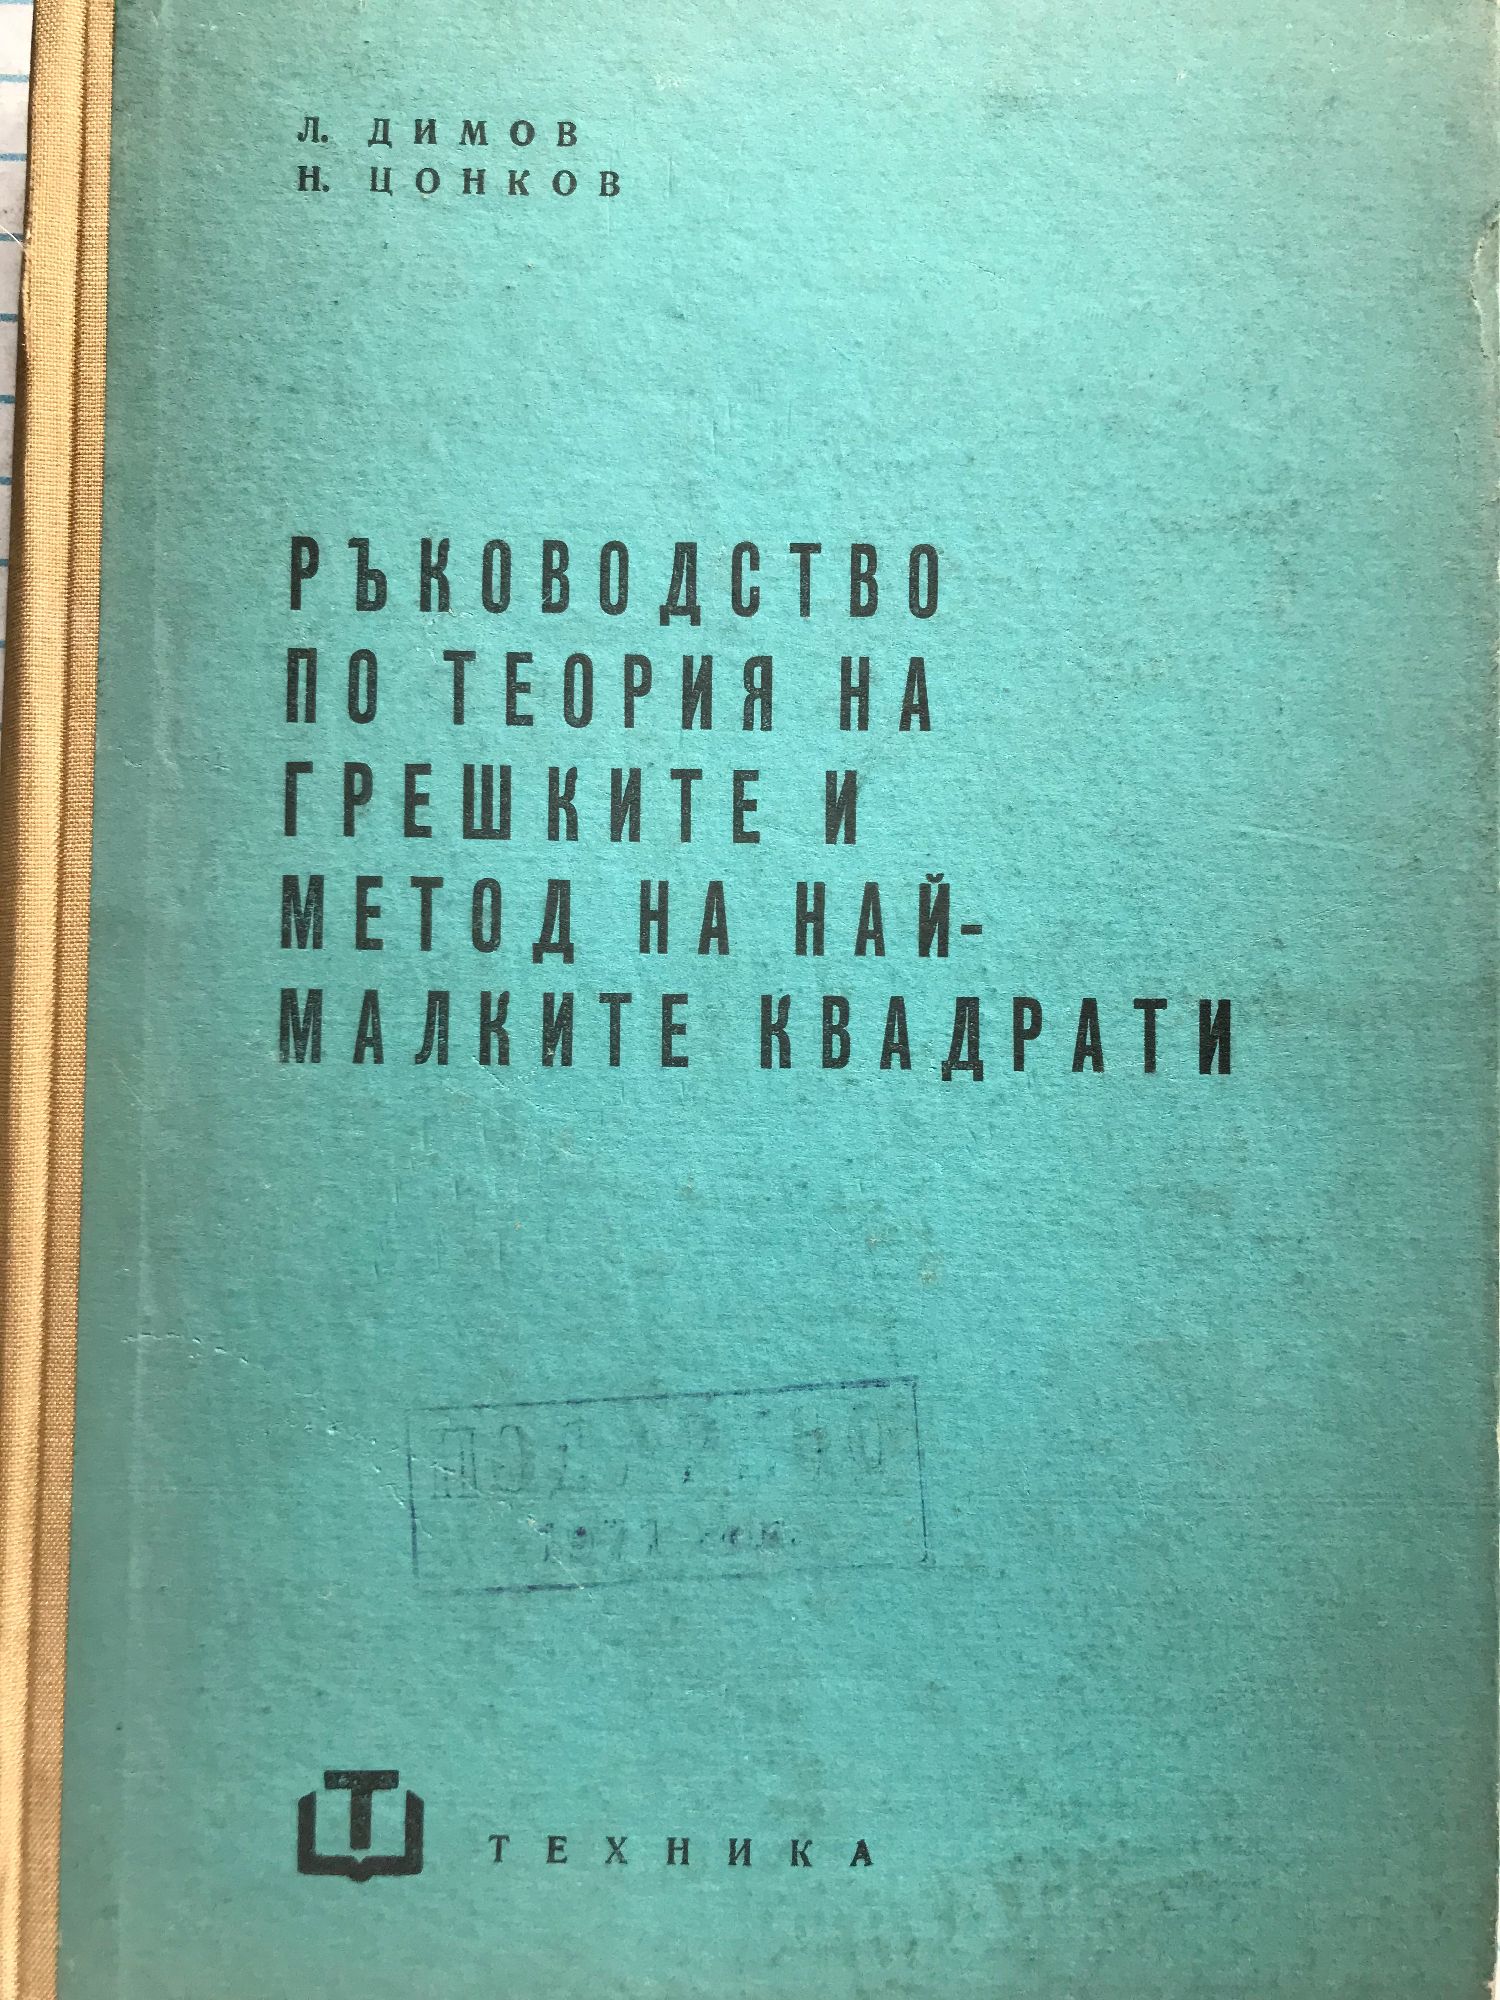 Л. ДИМОВ
Н. ЦОНКОВ
РЪКОВОДСТВО
ПО ТЕОРИЯ НА
ГРЕШКИТЕ И
МЕТОД НА НАЙ-
МАЛКИТЕ КВАДРАТИ
Т ТЕХНИКА